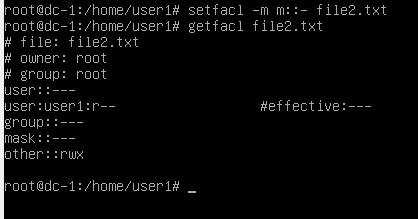 root@dc-1:/home/user1# setfacl -m m::- file2.txt
root@dc-1:/home/user1# getfacl file2.txt
# file: file2.txt
# owner: root
# group: root
user::---
user:user1:r-- #effective:---
group::---
mask::---
other::rwx
root@dc-1:/home/user1# _